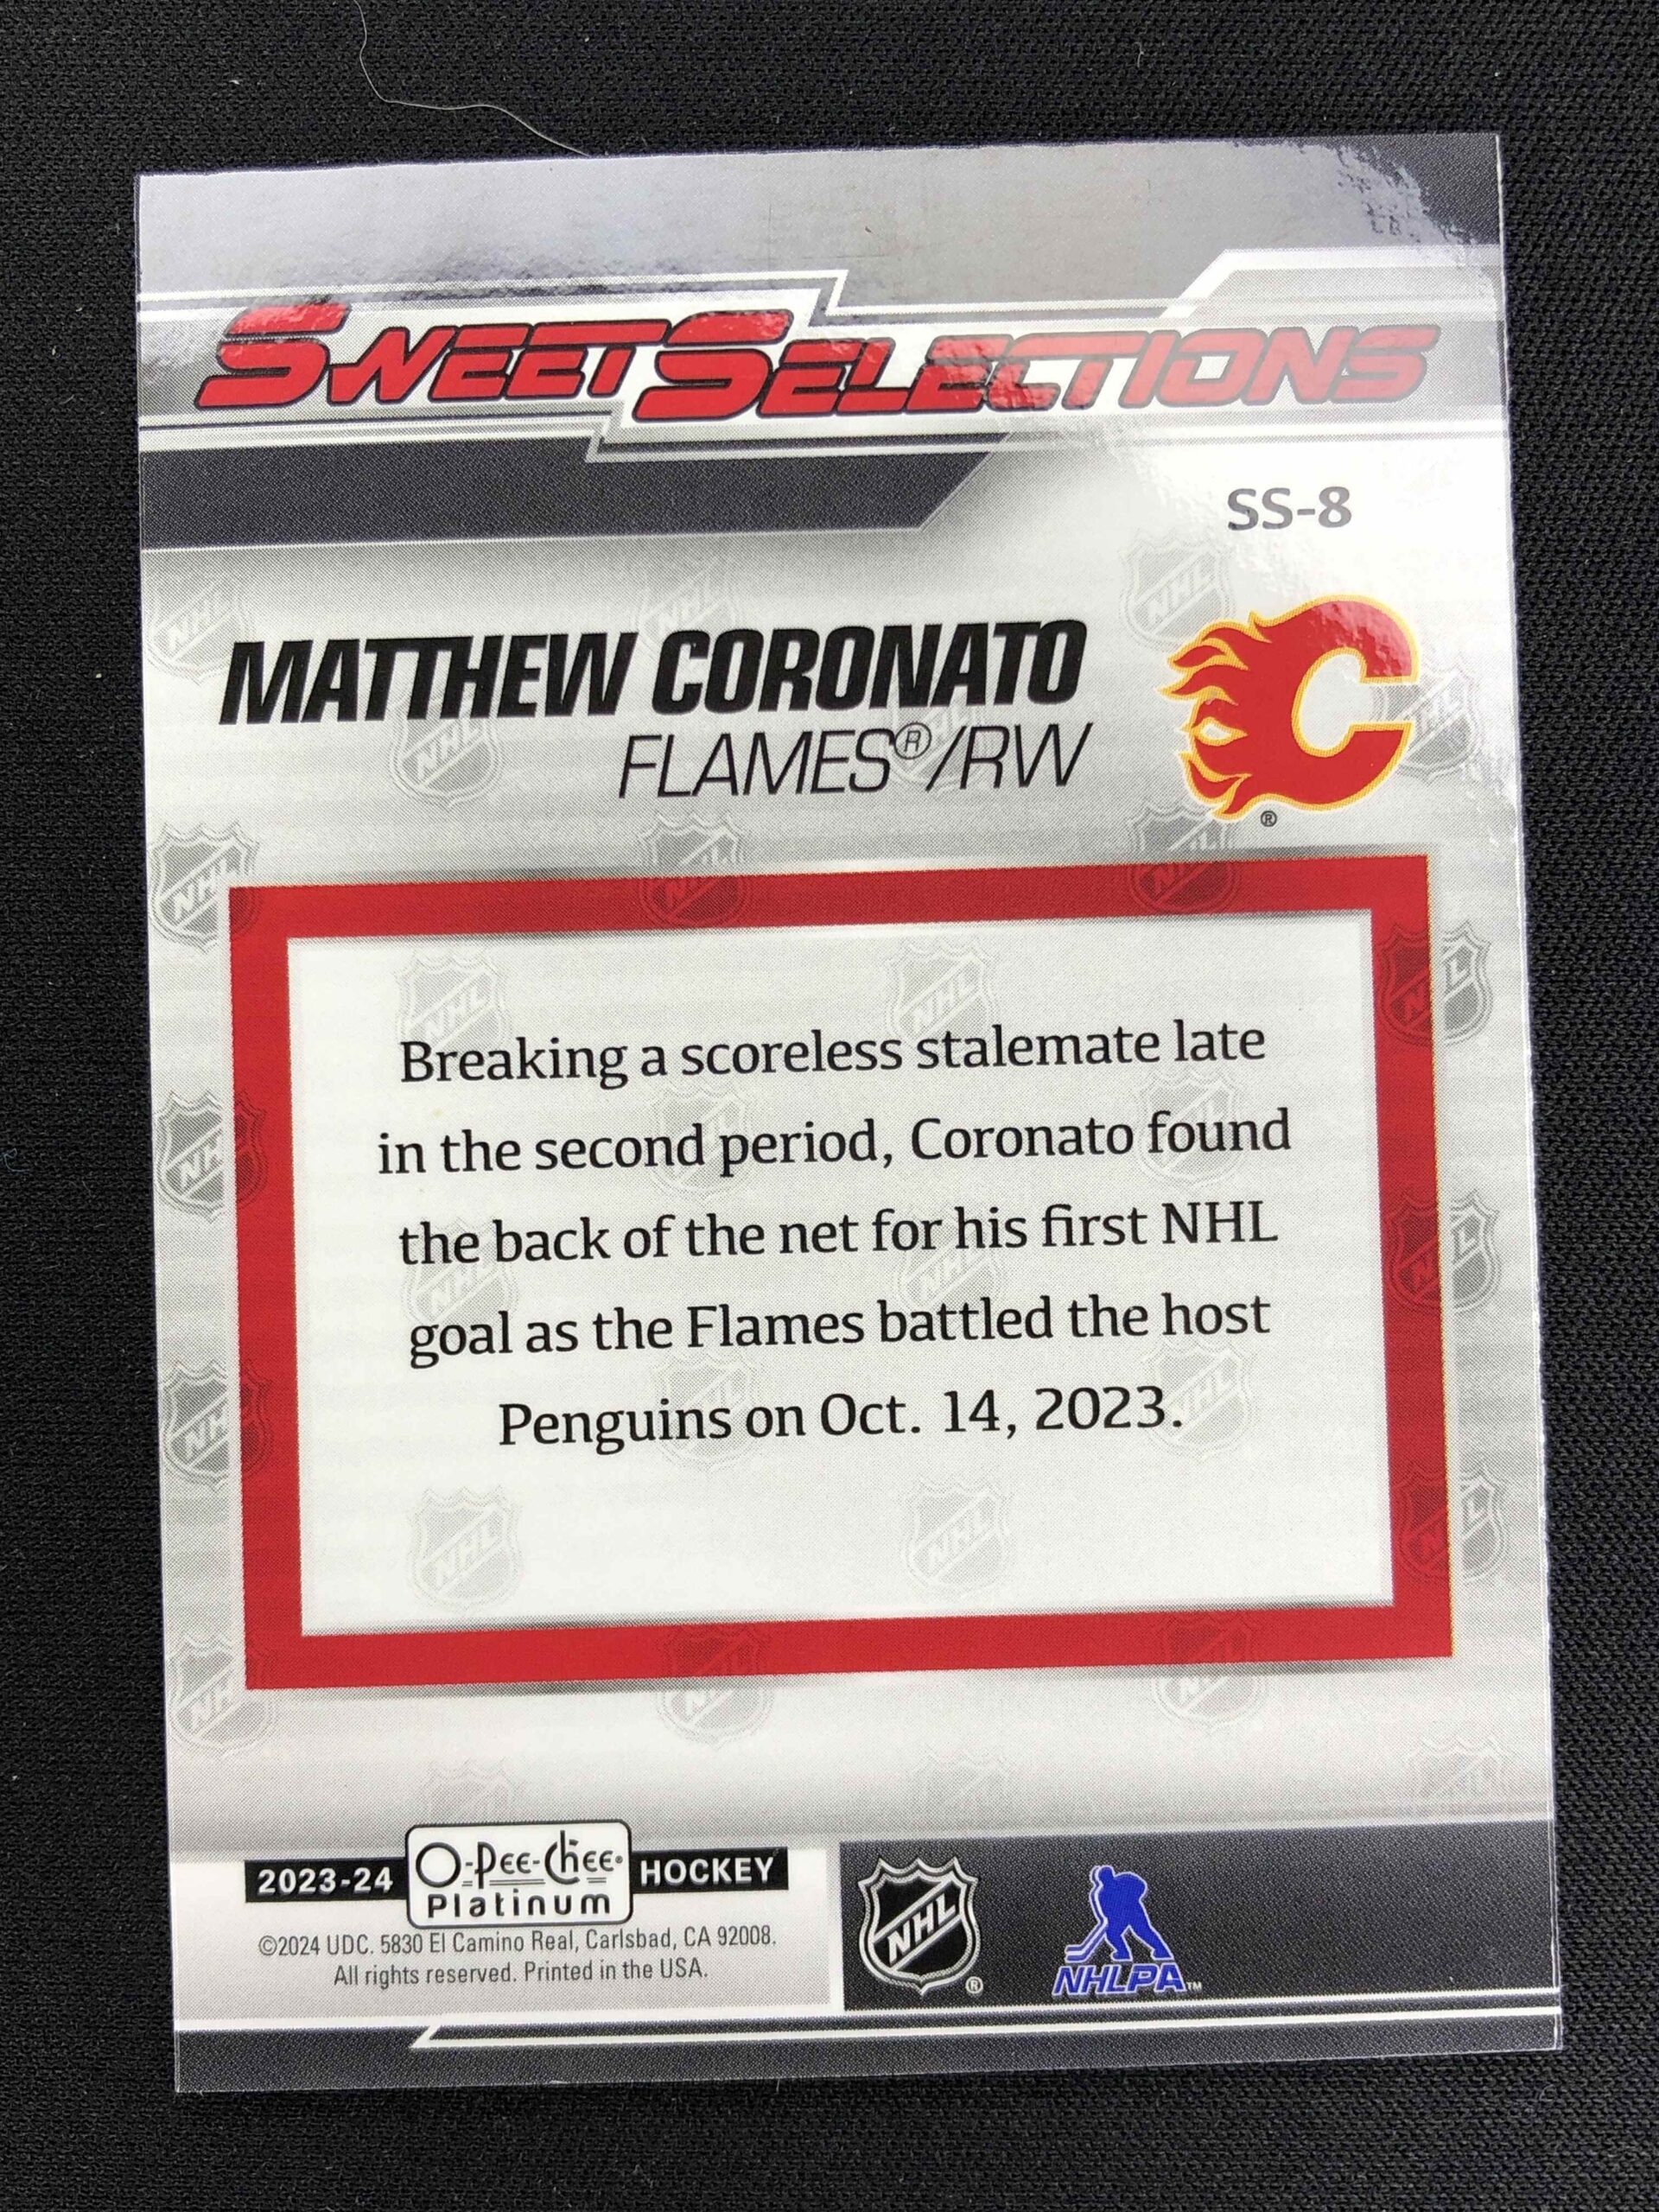 SWEET SELECTIONS
SS-8
MATTHEW CORONATO
FLAMES®/RW
®
Breaking a scoreless stalemate late
in the second period, Coronato found
the back of the net for his first NHL
goal as the Flames battled the host
Penguins on Oct. 14, 2023.
2023-24 O-Pee-Chee Platinum HOCKEY
©2024 UDC. 5830 El Camino Real, Carlsbad, CA 92008.
All rights reserved. Printed in the USA.
NHL ®
NHLPA™